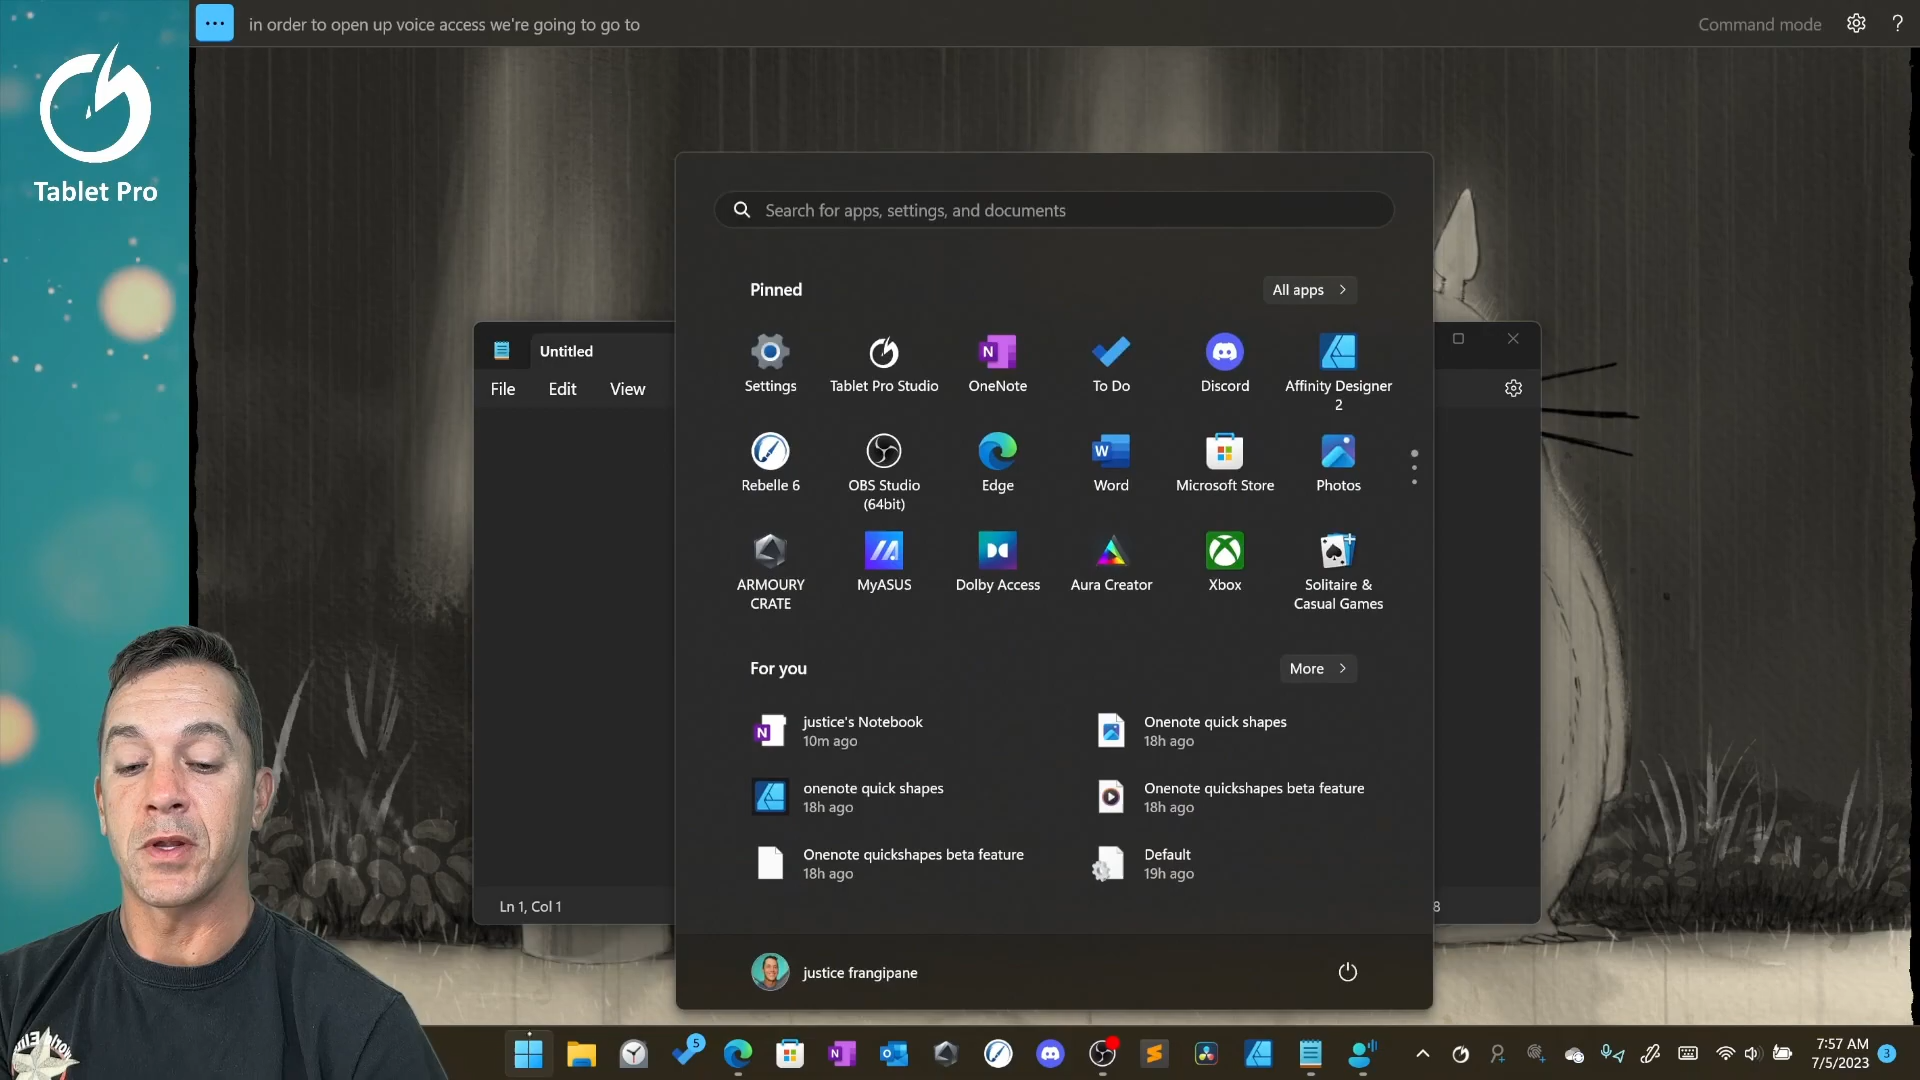 in order to open up voice access we're going to go to
Command mode
Tablet Pro
Search for apps, settings, and documents
Pinned
All apps
Settings
Tablet Pro Studio
OneNote
To Do
Discord
Affinity Designer
2
Rebelle 6
OBS Studio
(64bit)
Edge
Word
Microsoft Store
Photos
ARMOURY
CRATE
MyASUS
Dolby Access
Aura Creator
Xbox
Solitaire &
Casual Games
For you
More
justice's Notebook
10m ago
Onenote quick shapes
18h ago
onenote quick shapes
18h ago
Onenote quickshapes beta feature
18h ago
Onenote quickshapes beta feature
18h ago
Default
19h ago
justice frangipane
Untitled
File Edit View
Ln 1, Col 1
8
5
7:57 AM
7/5/2023
3